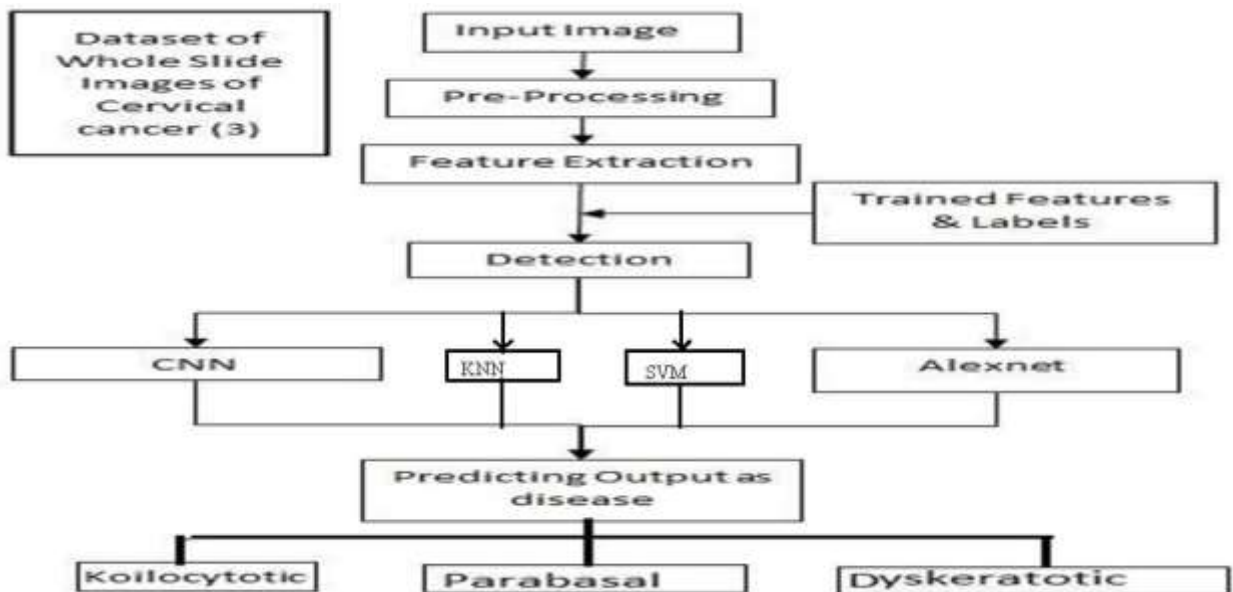 Dataset of
Whole Slide
Images of
Cervical
cancer (3)
Input Image
Pre-Processing
Feature Extraction
Trained Features
& Labels
Detection
CNN
KNN
SVM
Alexnet
Predicting Output as
disease
Koilocytotic
Parabasal
Dyskeratotic